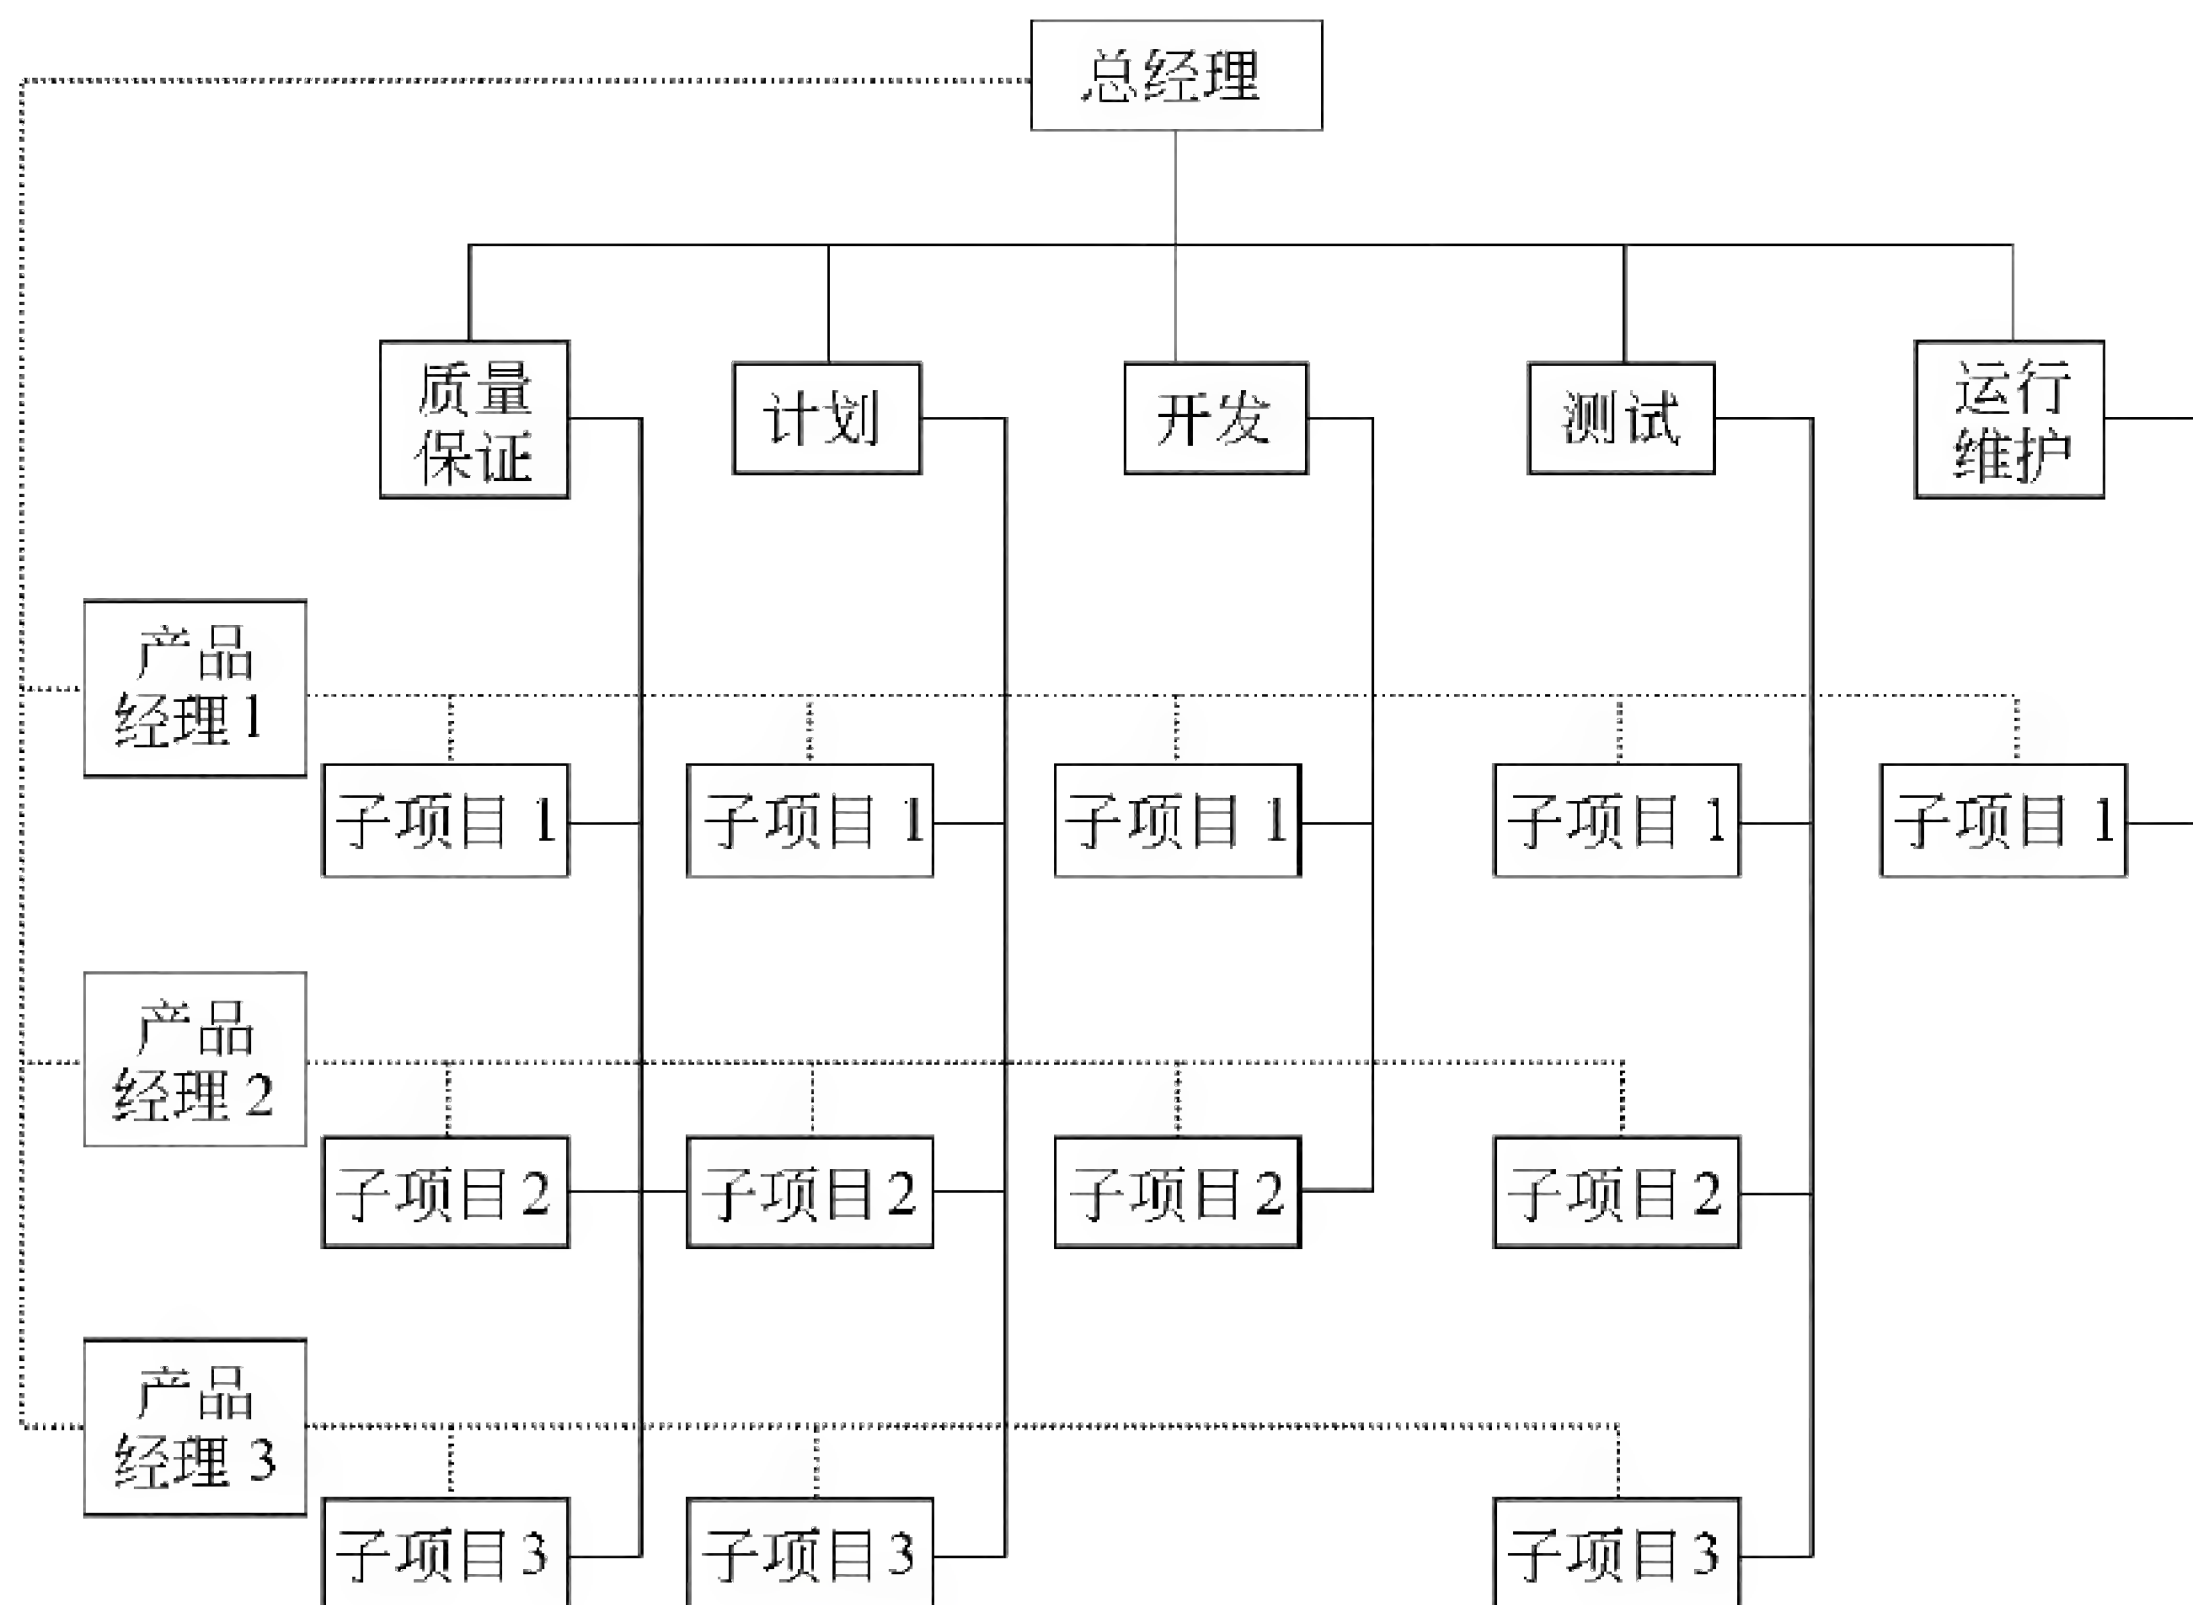 总经理
质量
保证
计划
开发
测试
运行
维护
产品
经理1
子项目1
子项目1
子项目1
子项目1
子项目1
产品
经理2
子项目2
子项目2
子项目2
子项目2
产品
经理3
子项目3
子项目3
子项目3